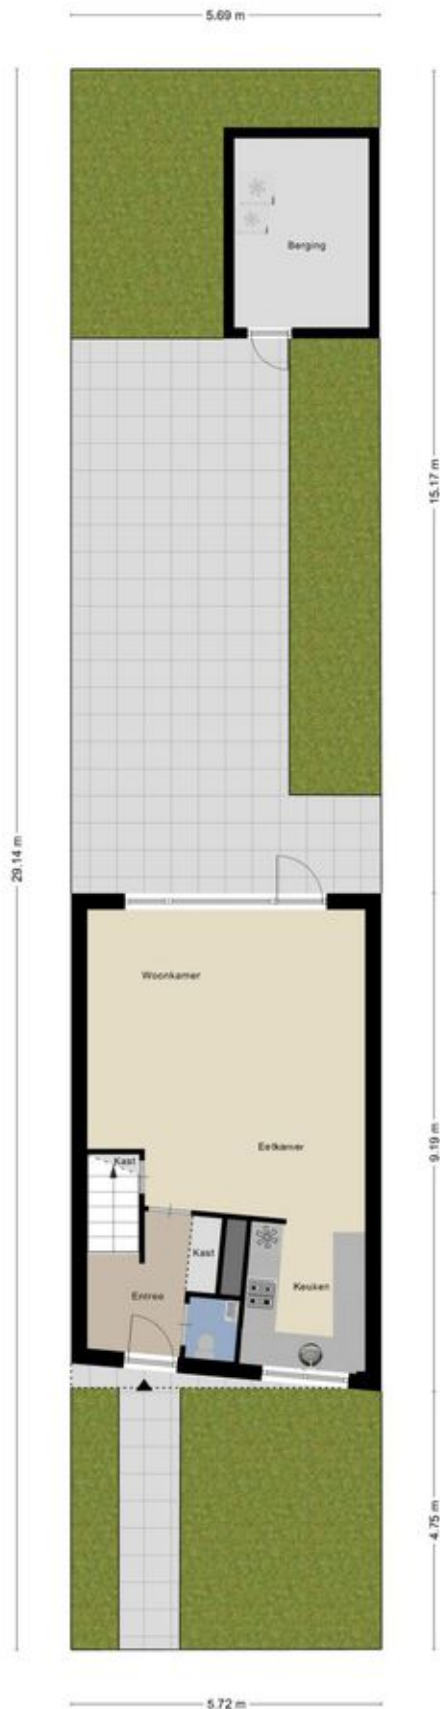 5.69 m
Berging
15.17 m
29.14 m
Woonkamer
Eetkamer
9.19 m
Kast
Kast
Keuken
Entree
4.75 m
5.72 m